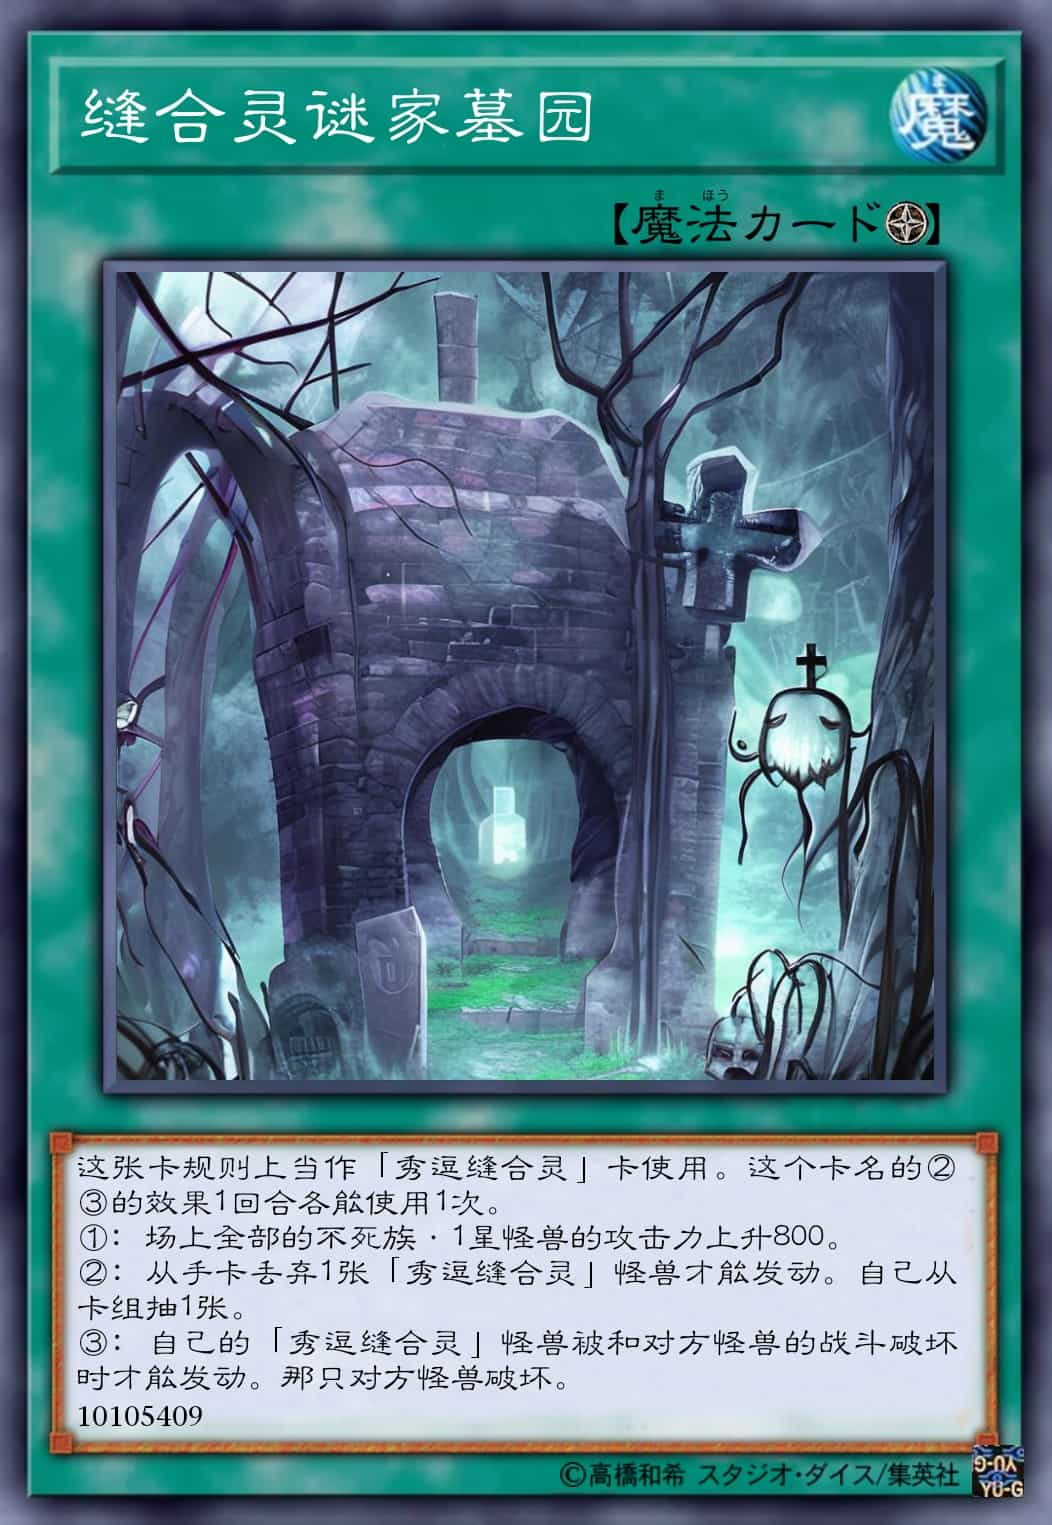 缝合灵谜家墓园
魔
ま ほう
【魔法カード】
这张卡规则上当作「秀逗缝合灵」卡使用。这个卡名的②
③的效果1回合各能使用1次。
①：场上全部的不死族·1星怪兽的攻击力上升800。
②：从手卡丢弃1张「秀逗缝合灵」怪兽才能发动。自己从
卡组抽1张。
③：自己的「秀逗缝合灵」怪兽被和对方怪兽的战斗破坏
时才能发动。那只对方怪兽破坏。
10105409
©高橋和希 スタジオ・ダイス/集英社
YU-G
YU-G